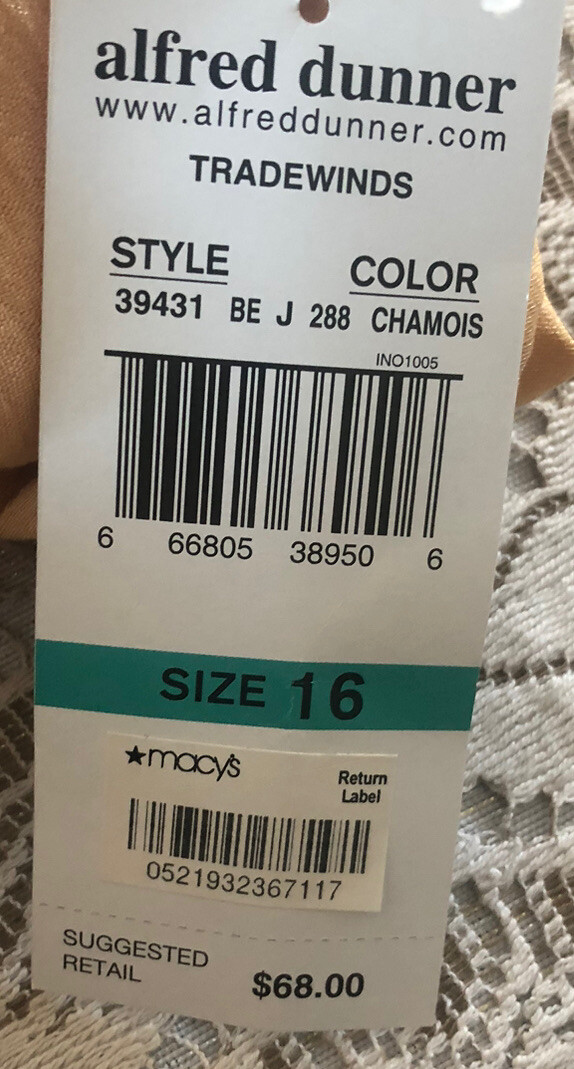 alfred dunner
www.alfreddunner.com
TRADEWINDS
STYLE COLOR
39431 BE J 288 CHAMOIS
INO1005
6 66805 38950 6
SIZE 16
★macy's
Return
Label
0521932367117
SUGGESTED
RETAIL
$68.00